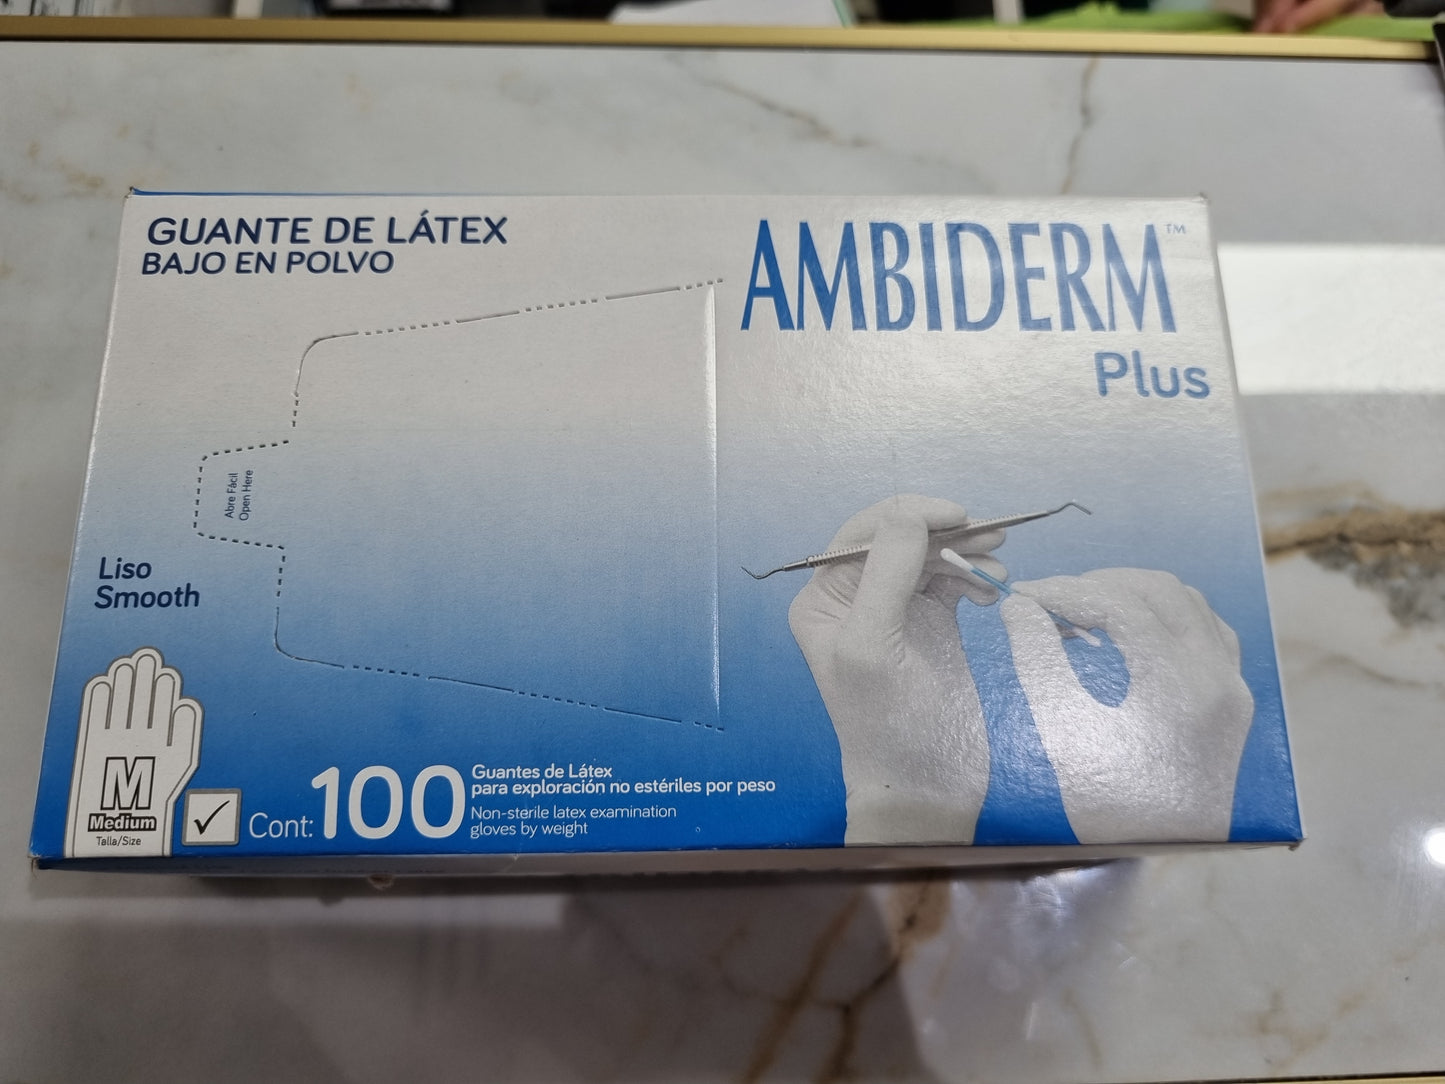 GUANTE DE LÁTEX
BAJO EN POLVO
AMBIDERM™
Plus
Abre Fácil
Open Here
Liso
Smooth
M
Medium
Talla/Size
Cont: 100
Guantes de Látex
para exploración no estériles por peso
Non-sterile latex examination
gloves by weight